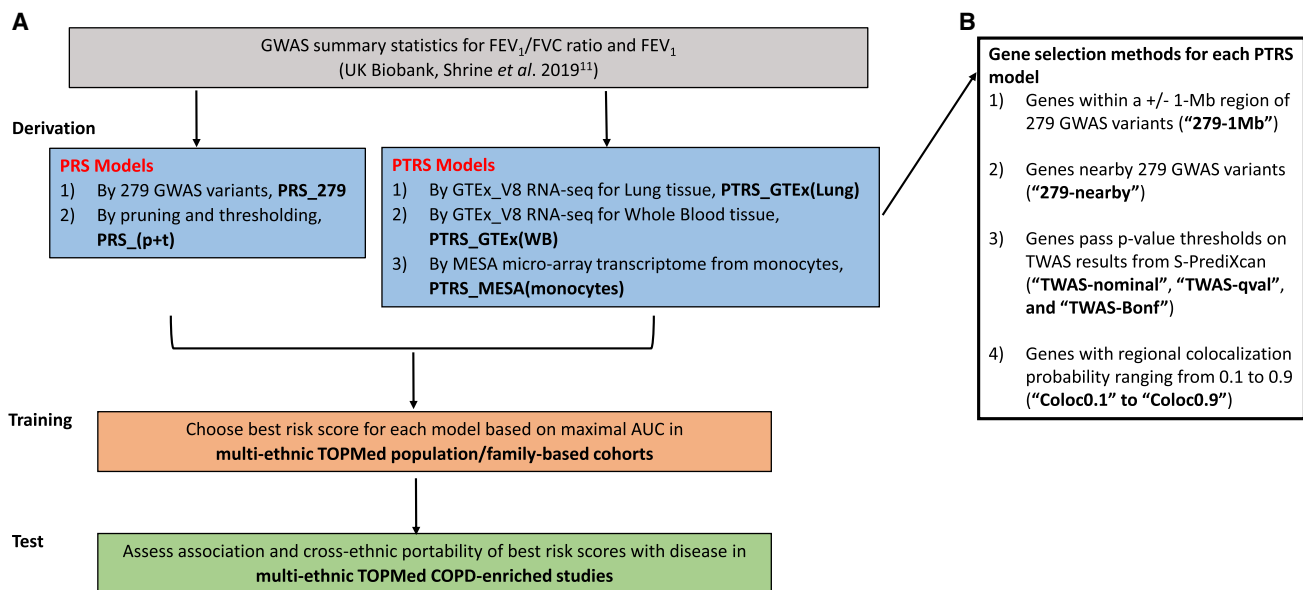 A
GWAS summary statistics for FEV1/FVC ratio and FEV1
(UK Biobank, Shrine et al. 2019¹¹)
Derivation
PRS Models
1) By 279 GWAS variants, PRS_279
2) By pruning and thresholding,
PRS_(p+t)
PTRS Models
1) By GTEx_V8 RNA-seq for Lung tissue, PTRS_GTEx(Lung)
2) By GTEx_V8 RNA-seq for Whole Blood tissue,
PTRS_GTEx(WB)
3) By MESA micro-array transcriptome from monocytes,
PTRS_MESA(monocytes)
Training
Choose best risk score for each model based on maximal AUC in
multi-ethnic TOPMed population/family-based cohorts
Test
Assess association and cross-ethnic portability of best risk scores with disease in
multi-ethnic TOPMed COPD-enriched studies
B
Gene selection methods for each PTRS
model
1) Genes within a +/- 1-Mb region of
279 GWAS variants (“279-1Mb”)
2) Genes nearby 279 GWAS variants
(“279-nearby”)
3) Genes pass p-value thresholds on
TWAS results from S-PrediXcan
(“TWAS-nominal”, “TWAS-qval”,
and “TWAS-Bonf”)
4) Genes with regional colocalization
probability ranging from 0.1 to 0.9
(“Coloc0.1” to “Coloc0.9”)